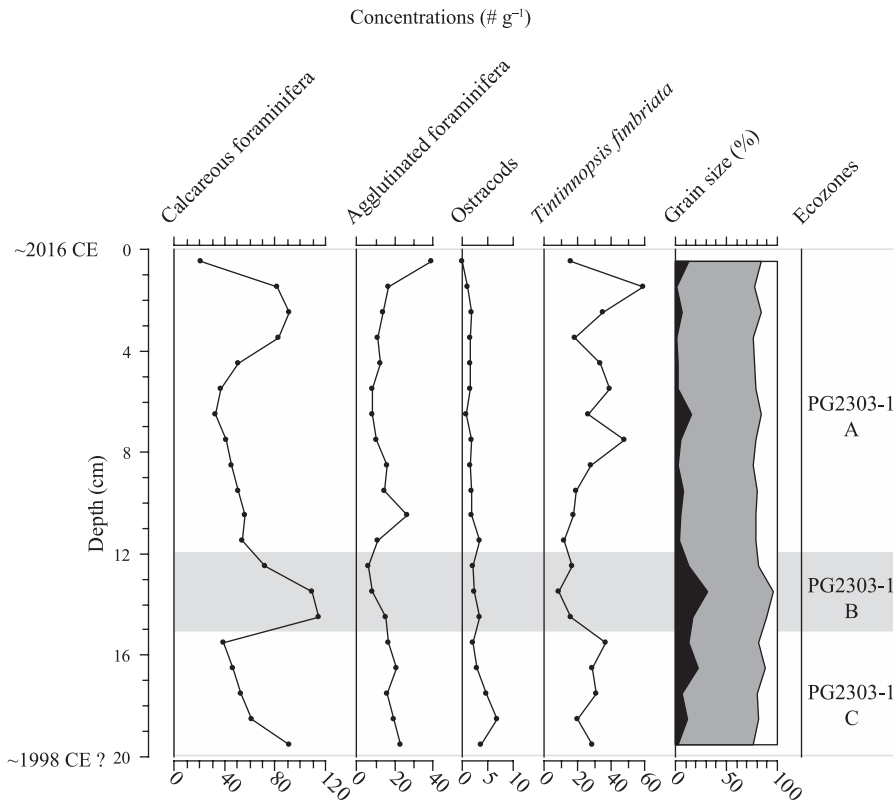 Concentrations (# g⁻¹)
Calcareous foraminifera
Agglutinated foraminifera
Ostracods
Tintinnopsis fimbriata
Grain size (%)
Ecozones
~2016 CE
0
4
8
12
16
20
Depth (cm)
~1998 CE ?
PG2303-1
A
PG2303-1
B
PG2303-1
C
0 40 80 120
0 20 40
0 5 10
0 20 40 60
0 50 100